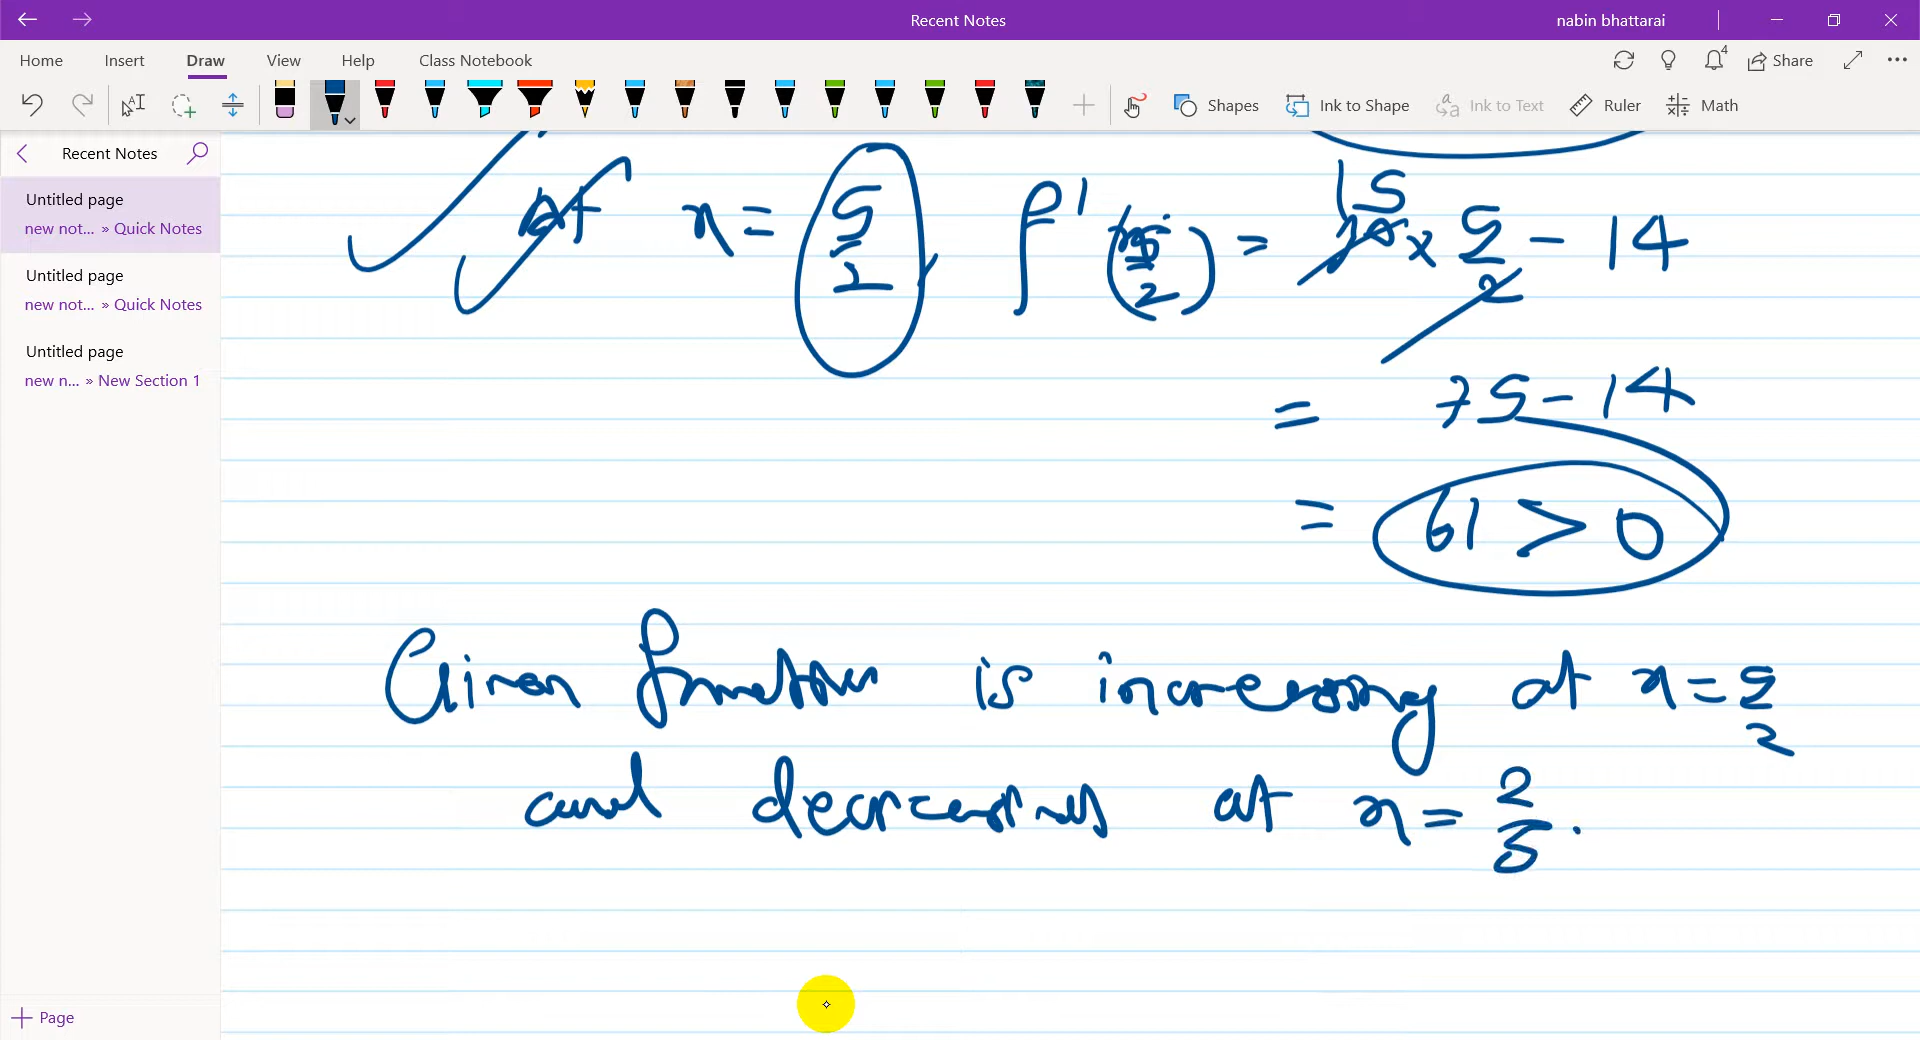 Recent Notes
nabin bhattarai
Home Insert Draw View Help Class Notebook
4 Share
Shapes Ink to Shape Ink to Text Ruler Math
Recent Notes
Untitled page
new not... » Quick Notes
Untitled page
new not... » Quick Notes
Untitled page
new n... » New Section 1
Page
At x = 5/2, f'(5/2) = 15 × 5/2 - 14
= 75 - 14
= 61 > 0
Given function is increasing at x = 5/2
and decreasing at x = 2/5.